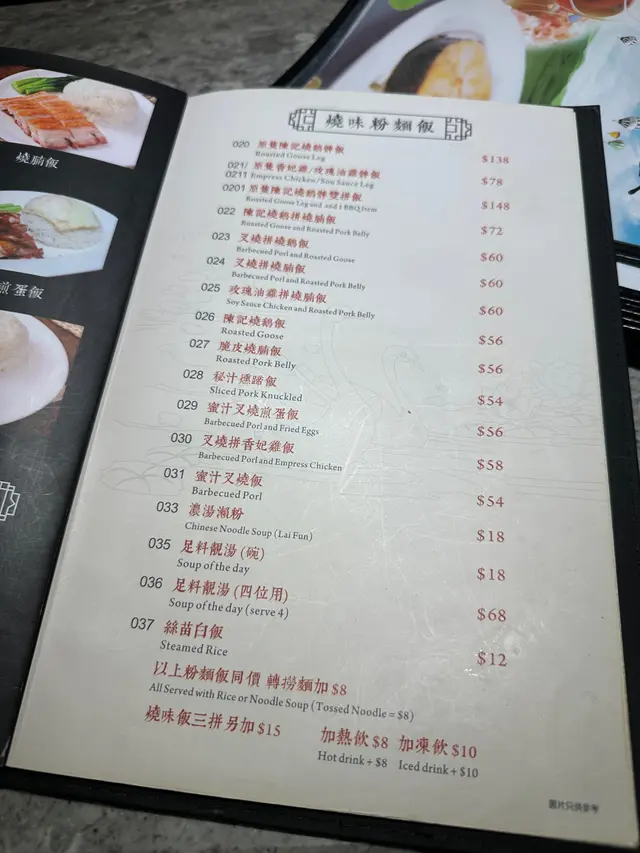 燒腩飯
煎蛋飯
燒味粉麵飯
020 原隻陳記燒鵝髀飯 $138
Roasted Goose Leg
021/ 原隻香妃雞/玫瑰油雞髀飯 $78
0211 Empress Chicken/Soy Sauce Leg
0201 原隻陳記燒鵝髀雙拼飯 $148
Roasted Goose Leg and add 1 BBQ Item
022 陳記燒鵝拼燒腩飯 $72
Roasted Goose and Roasted Pork Belly
023 叉燒拼燒鵝飯 $60
Barbecued Porl and Roasted Goose
024 叉燒拼燒腩飯 $60
Barbecued Porl and Roasted Pork Belly
025 玫瑰油雞拼燒腩飯 $60
Soy Sauce Chicken and Roasted Pork Belly
026 陳記燒鵝飯 $56
Roasted Goose
027 脆皮燒腩飯 $56
Roasted Pork Belly
028 秘汁燻蹄飯 $54
Sliced Pork Knuckled
029 蜜汁叉燒煎蛋飯 $56
Barbecued Porl and Fried Eggs
030 叉燒拼香妃雞飯 $58
Barbecued Porl and Empress Chicken
031 蜜汁叉燒飯 $54
Barbecued Porl
033 濃湯瀨粉 $18
Chinese Noodle Soup (Lai Fun)
035 足料靚湯 (碗) $18
Soup of the day
036 足料靚湯 (四位用) $68
Soup of the day (serve 4)
037 絲苗白飯 $12
Steamed Rice
以上粉麵飯同價 轉撈麵加 $8
All Served with Rice or Noodle Soup (Tossed Noodle = $8)
燒味飯三拼另加 $15 加熱飲 $8 加凍飲 $10
Hot drink + $8 Iced drink + $10
圖片只供參考